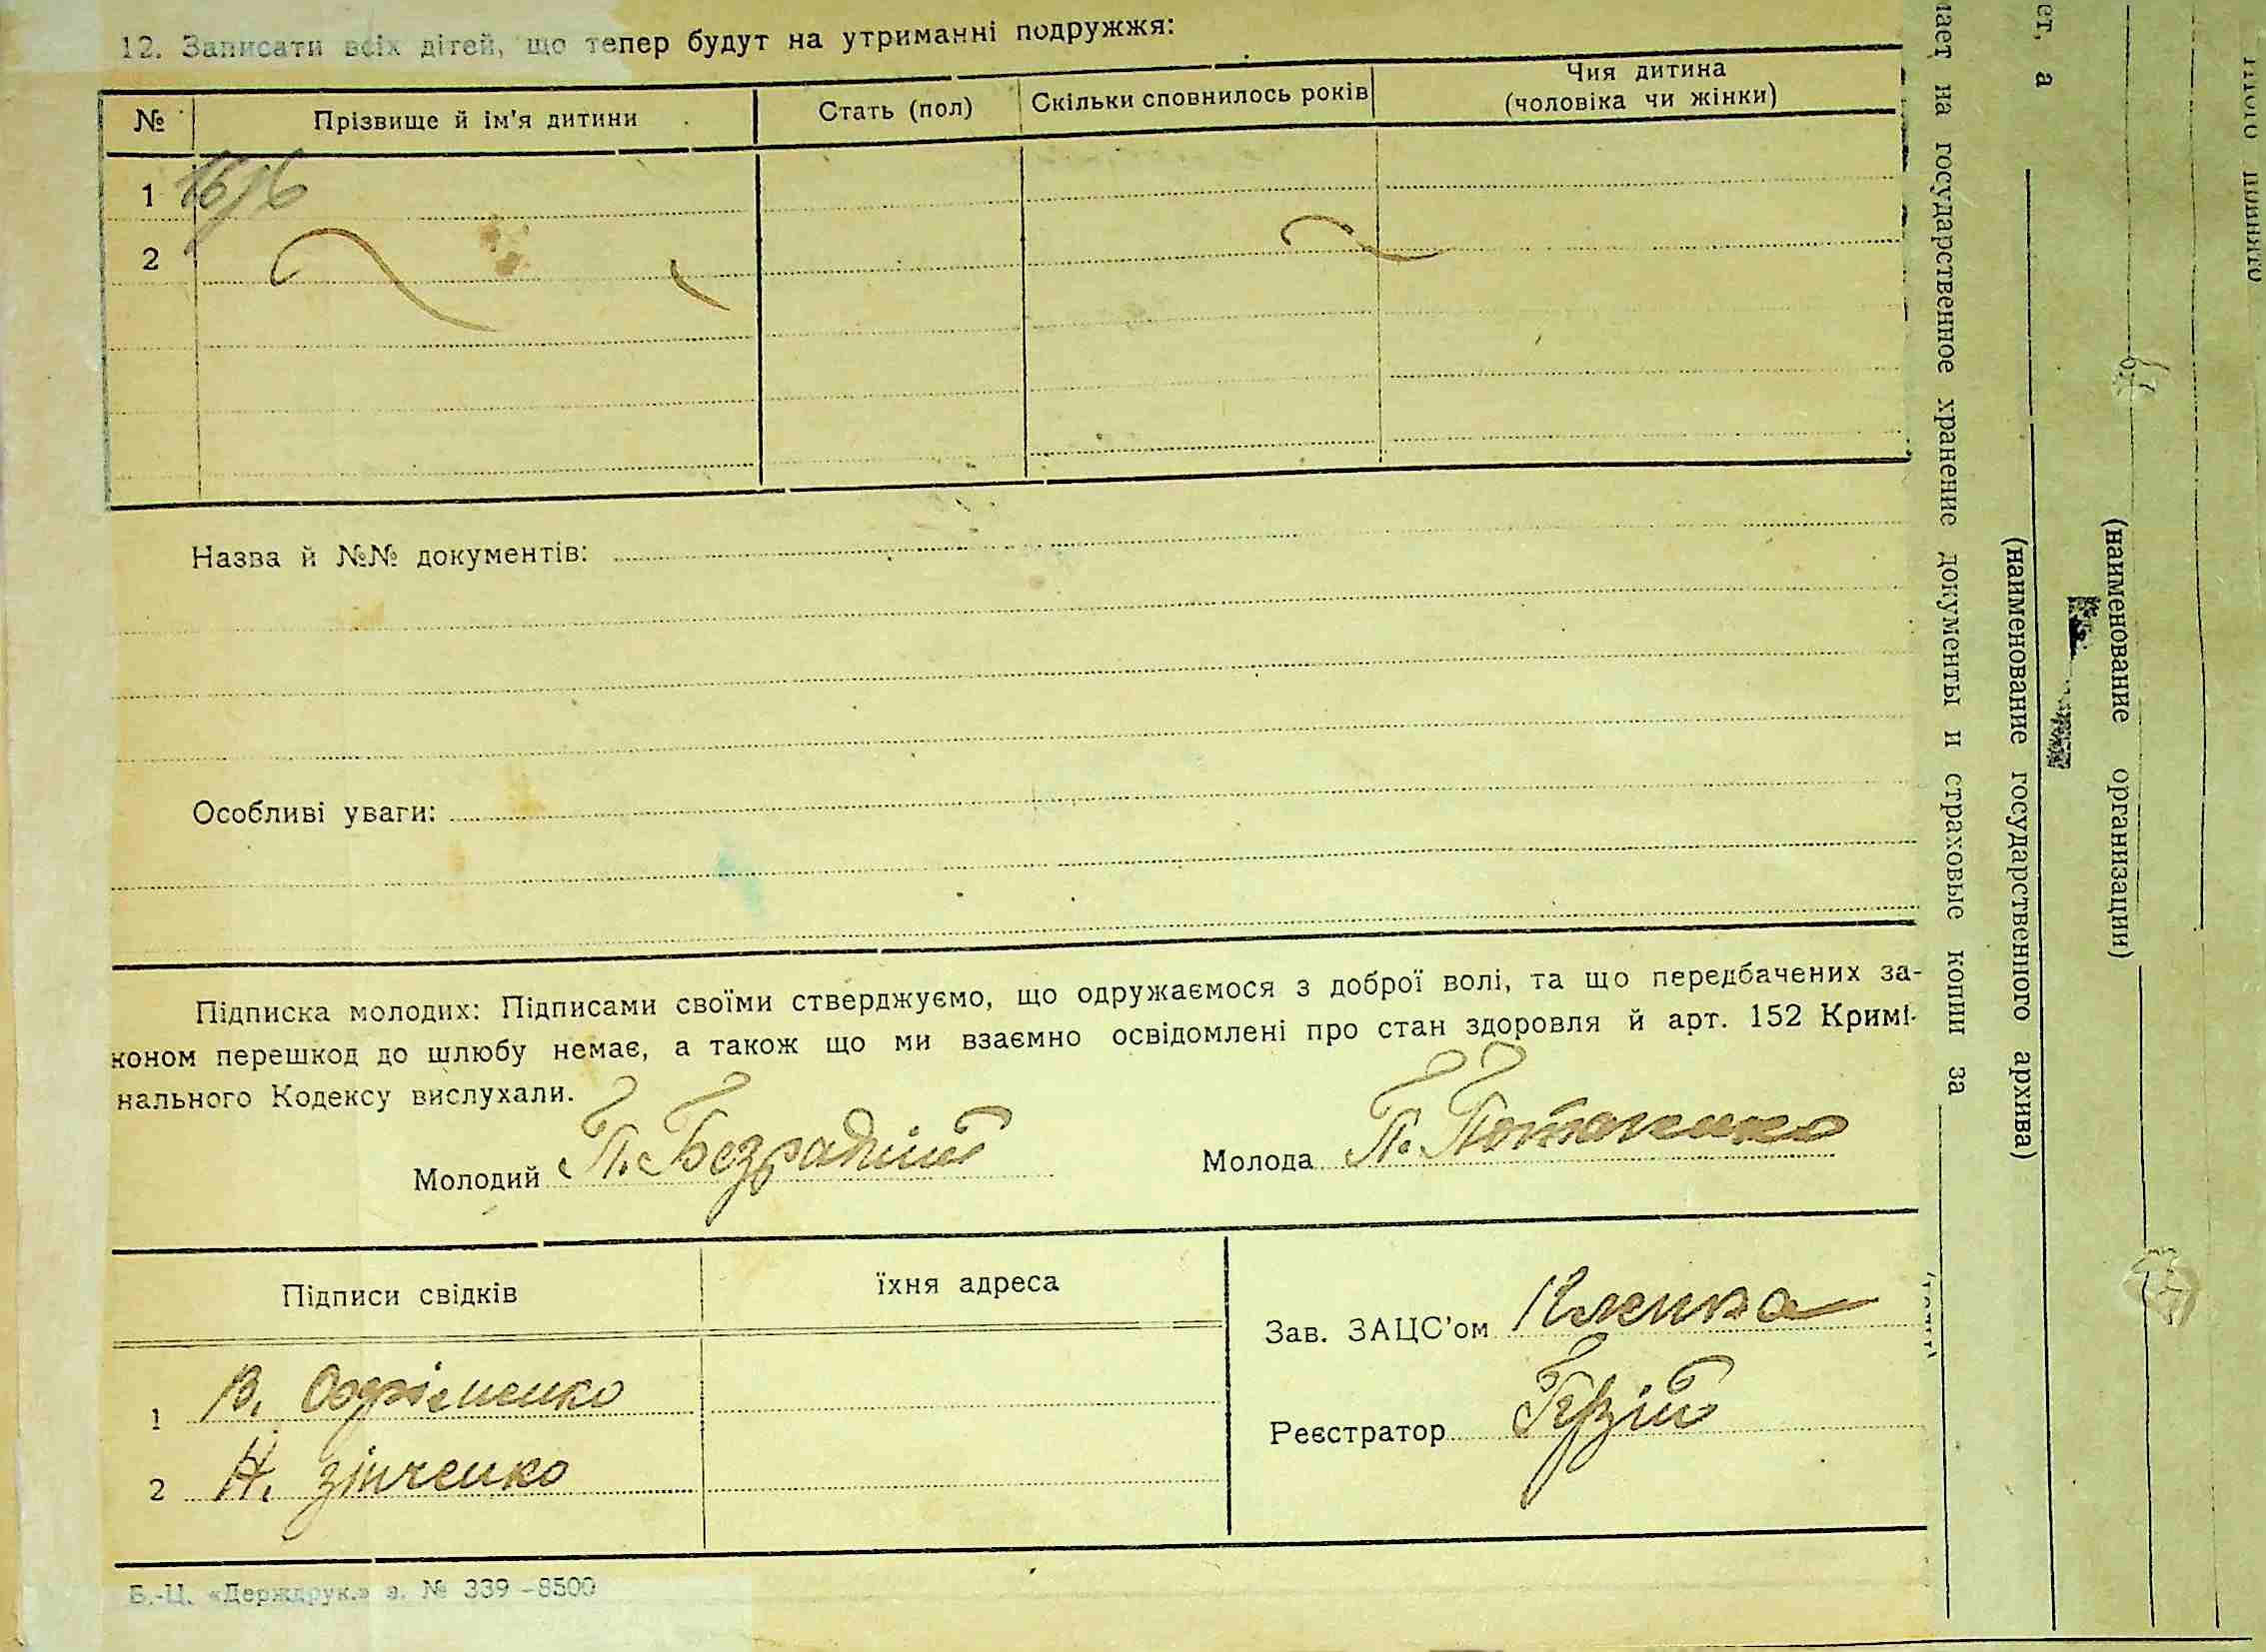 12. Записати всіх дітей, що тепер будут на утриманні подружжя:
№ Прізвище й ім'я дитини Стать (пол) Скільки сповнилось років Чия дитина (чоловіка чи жінки)
1
2
Назва й №№ документів:
Особливі уваги:
Підписка молодих: Підписами своїми стверджуємо, що одружаємося з доброї волі, та що передбачених за-
коном перешкод до шлюбу немає, а також що ми взаємно освідомлені про стан здоровля й арт. 152 Кримі-
нального Кодексу вислухали.
Молодий П. Безрадній Молода П.
Підписи свідків їхня адреса
Зав. ЗАЦС'ом
1 В.
Реєстратор
2 Н. Зінченко
Б.-Ц. «Держдрук.» з. № 339-8500
на государственное хранение документы и страховые копии за
(наименование государственного архива)
(наименование организации)